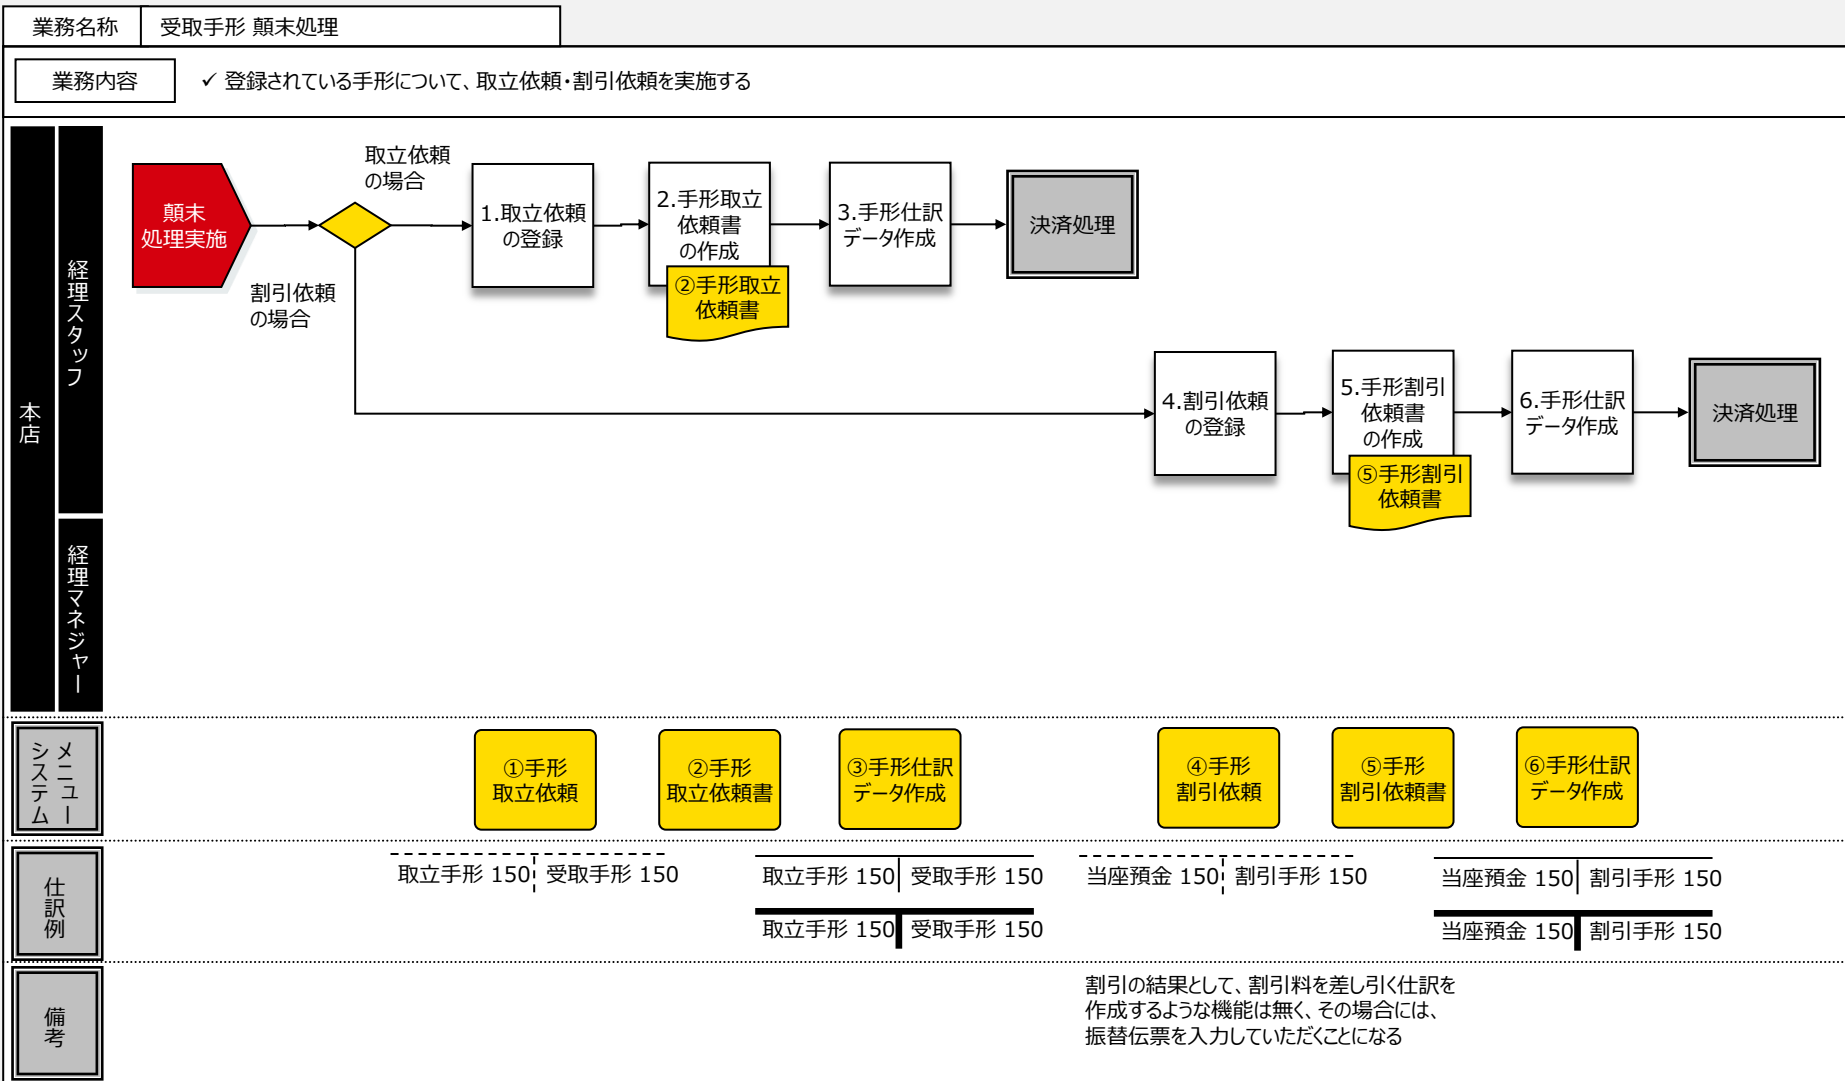 業務名称
受取手形 顛末処理
業務内容
✓ 登録されている手形について、取立依頼・割引依頼を実施する
本店
経理スタッフ
経理マネジャー
顛末
処理実施
取立依頼
の場合
割引依頼
の場合
1.取立依頼
の登録
2.手形取立
依頼書
の作成
②手形取立
依頼書
3.手形仕訳
データ作成
決済処理
4.割引依頼
の登録
5.手形割引
依頼書
の作成
⑤手形割引
依頼書
6.手形仕訳
データ作成
決済処理
システム
メニュー
①手形
取立依頼
②手形
取立依頼書
③手形仕訳
データ作成
④手形
割引依頼
⑤手形
割引依頼書
⑥手形仕訳
データ作成
仕訳例
取立手形 150 受取手形 150
取立手形 150 受取手形 150
取立手形 150 受取手形 150
当座預金 150 割引手形 150
当座預金 150 割引手形 150
当座預金 150 割引手形 150
備考
割引の結果として、割引料を差し引く仕訳を
作成するような機能は無く、その場合には、
振替伝票を入力していただくことになる